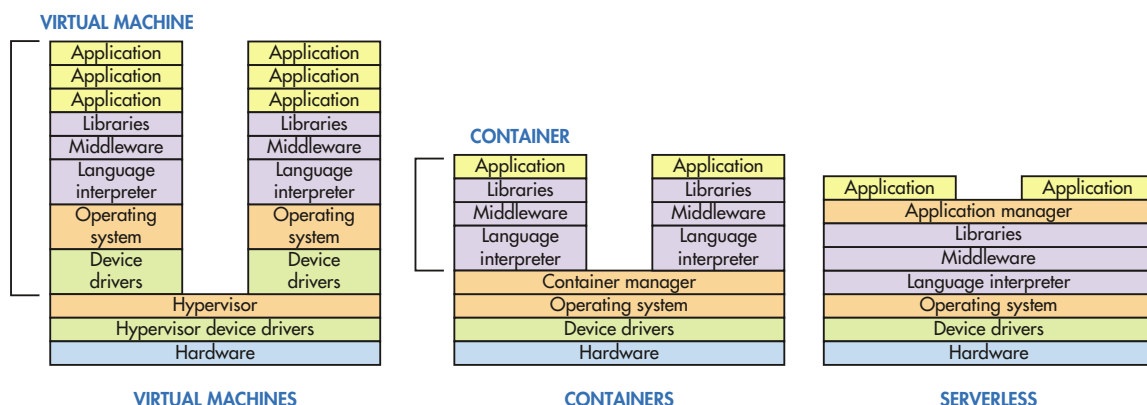 VIRTUAL MACHINE
Application
Application
Application
Libraries
Middleware
Language
interpreter
Operating
system
Device
drivers
Application
Application
Application
Libraries
Middleware
Language
interpreter
Operating
system
Device
drivers
Hypervisor
Hypervisor device drivers
Hardware
VIRTUAL MACHINES
CONTAINER
Application
Libraries
Middleware
Language
interpreter
Application
Libraries
Middleware
Language
interpreter
Container manager
Operating system
Device drivers
Hardware
CONTAINERS
Application
Application
Application manager
Libraries
Middleware
Language interpreter
Operating system
Device drivers
Hardware
SERVERLESS